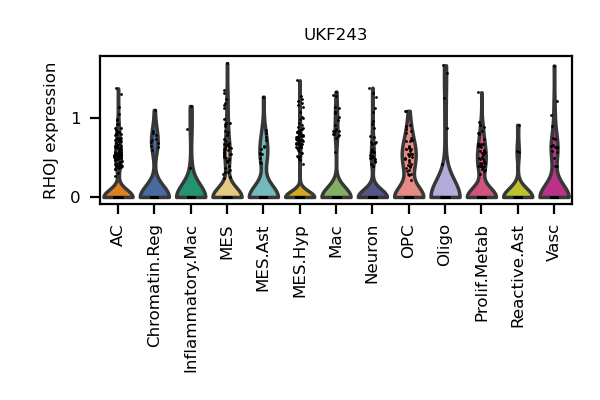 UKF243
RHOJ expression
1
0
AC
Chromatin.Reg
Inflammatory.Mac
MES
MES.Ast
MES.Hyp
Mac
Neuron
OPC
Oligo
Prolif.Metab
Reactive.Ast
Vasc